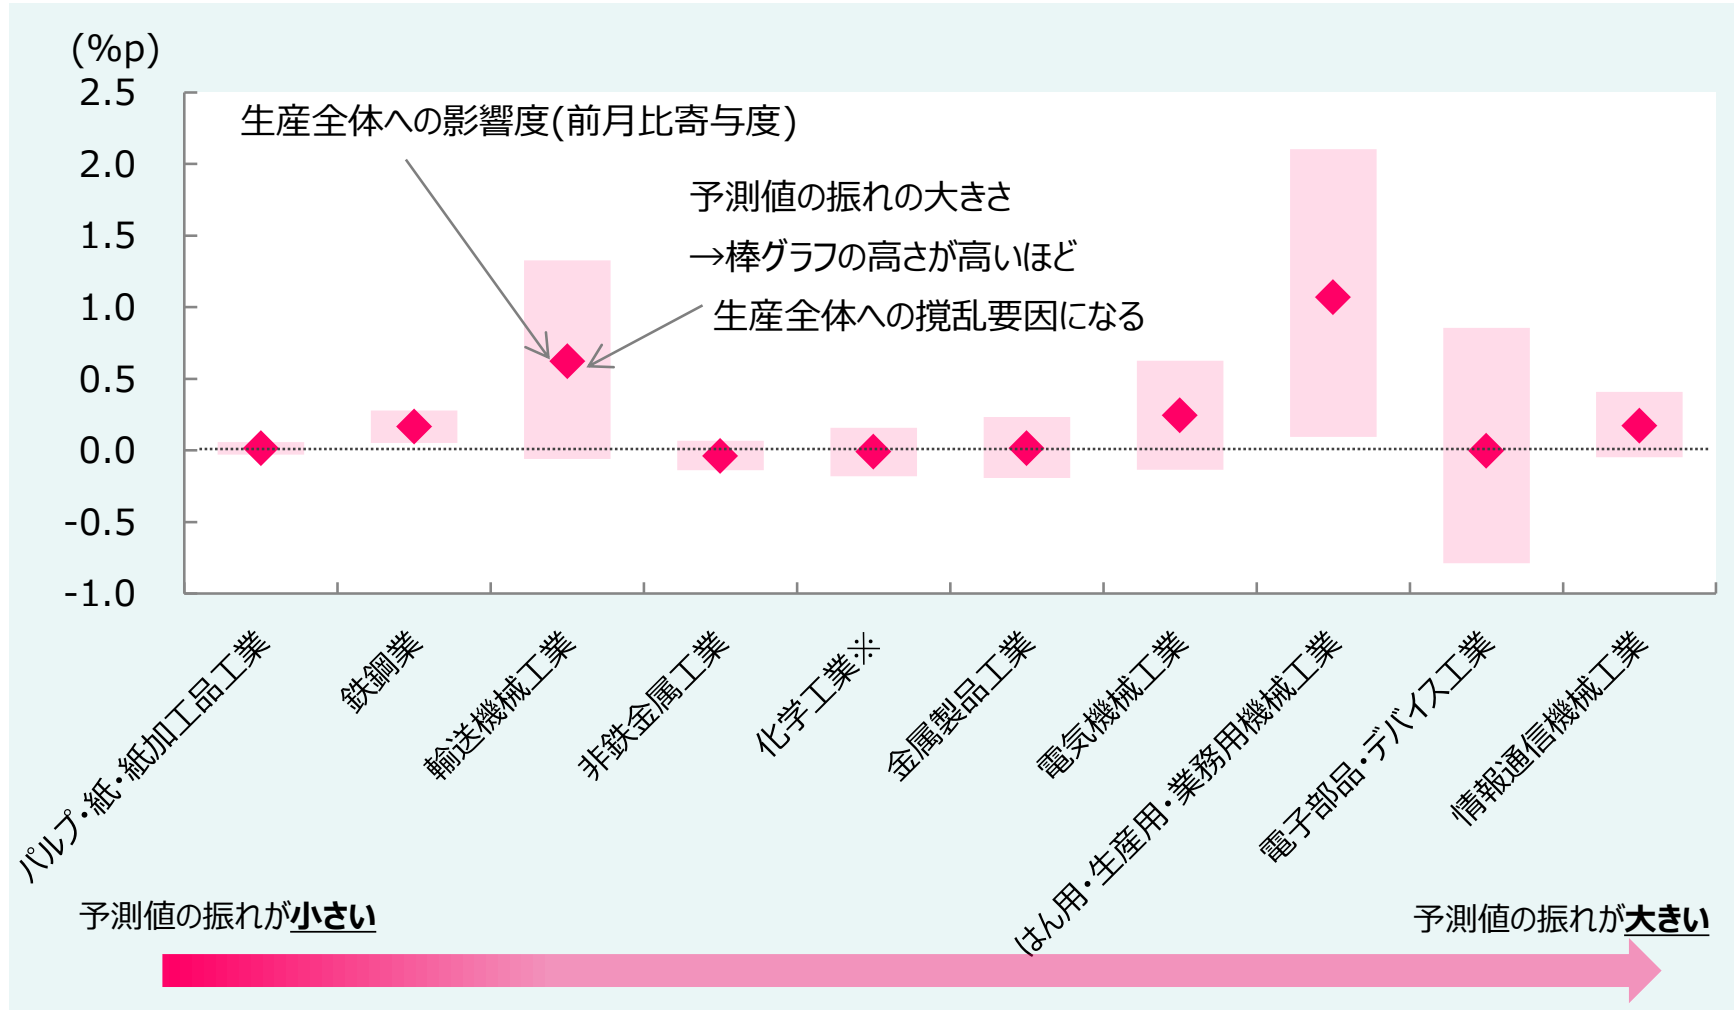 (%p)
2.5
2.0
1.5
1.0
0.5
0.0
-0.5
-1.0
生産全体への影響度(前月比寄与度)
予測値の振れの大きさ
→棒グラフの高さが高いほど
生産全体への撹乱要因になる
パルプ・紙・紙加工品工業
鉄鋼業
輸送機械工業
非鉄金属工業
化学工業※
金属製品工業
電気機械工業
はん用・生産用・業務用機械工業
電子部品・デバイス工業
情報通信機械工業
予測値の振れが小さい
予測値の振れが大きい